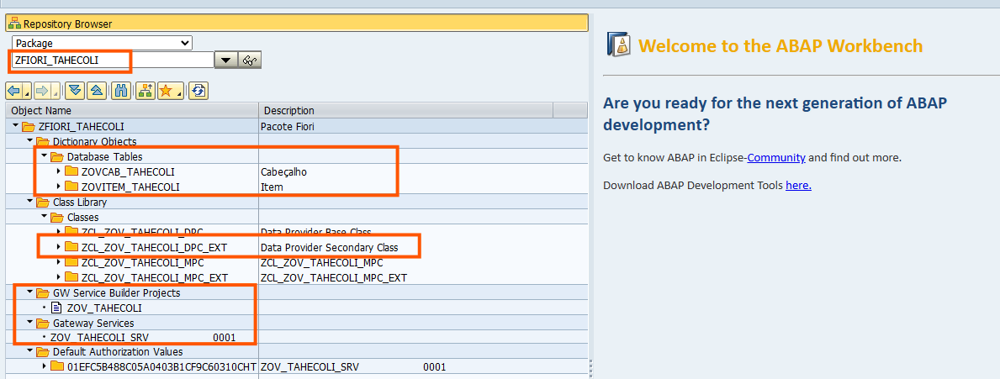 Repository Browser
Package
ZFIORI_TAHECOLI
Object Name Description
ZFIORI_TAHECOLI Pacote Fiori
Dictionary Objects
Database Tables
ZOVCAB_TAHECOLI Cabeçalho
ZOVITEM_TAHECOLI Item
Class Library
Classes
ZCL_ZOV_TAHECOLI_DPC Data Provider Base Class
ZCL_ZOV_TAHECOLI_DPC_EXT Data Provider Secondary Class
ZCL_ZOV_TAHECOLI_MPC ZCL_ZOV_TAHECOLI_MPC
ZCL_ZOV_TAHECOLI_MPC_EXT ZCL_ZOV_TAHECOLI_MPC_EXT
GW Service Builder Projects
ZOV_TAHECOLI
Gateway Services
ZOV_TAHECOLI_SRV 0001
Default Authorization Values
01EFC5B488C05A0403B1CF9C60310CHT ZOV_TAHECOLI_SRV 0001
Welcome to the ABAP Workbench
Are you ready for the next generation of ABAP
development?
Get to know ABAP in Eclipse-Community and find out more.
Download ABAP Development Tools here.